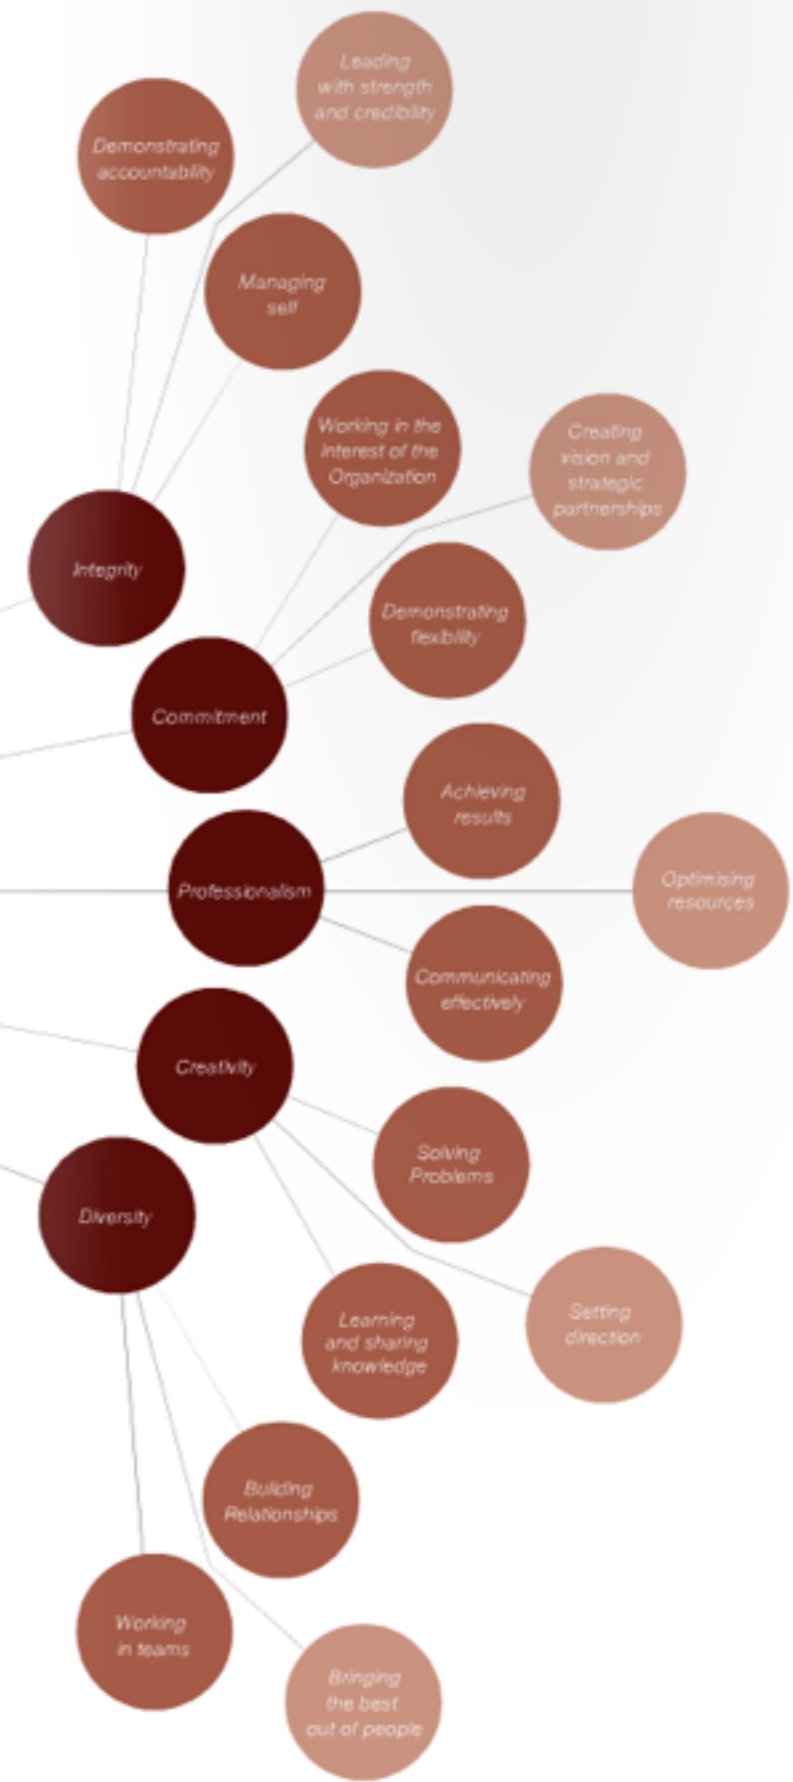 Leading
with strength
and credibility
Demonstrating
accountability
Managing
self
Working in the
interest of the
Organization
Creating
vision and
strategic
partnerships
Integrity
Demonstrating
flexibility
Commitment
Achieving
results
Professionalism
Optimising
resources
Communicating
effectively
Creativity
Solving
Problems
Diversity
Learning
and sharing
knowledge
Setting
direction
Building
Relationships
Working
in teams
Bringing
the best
out of people